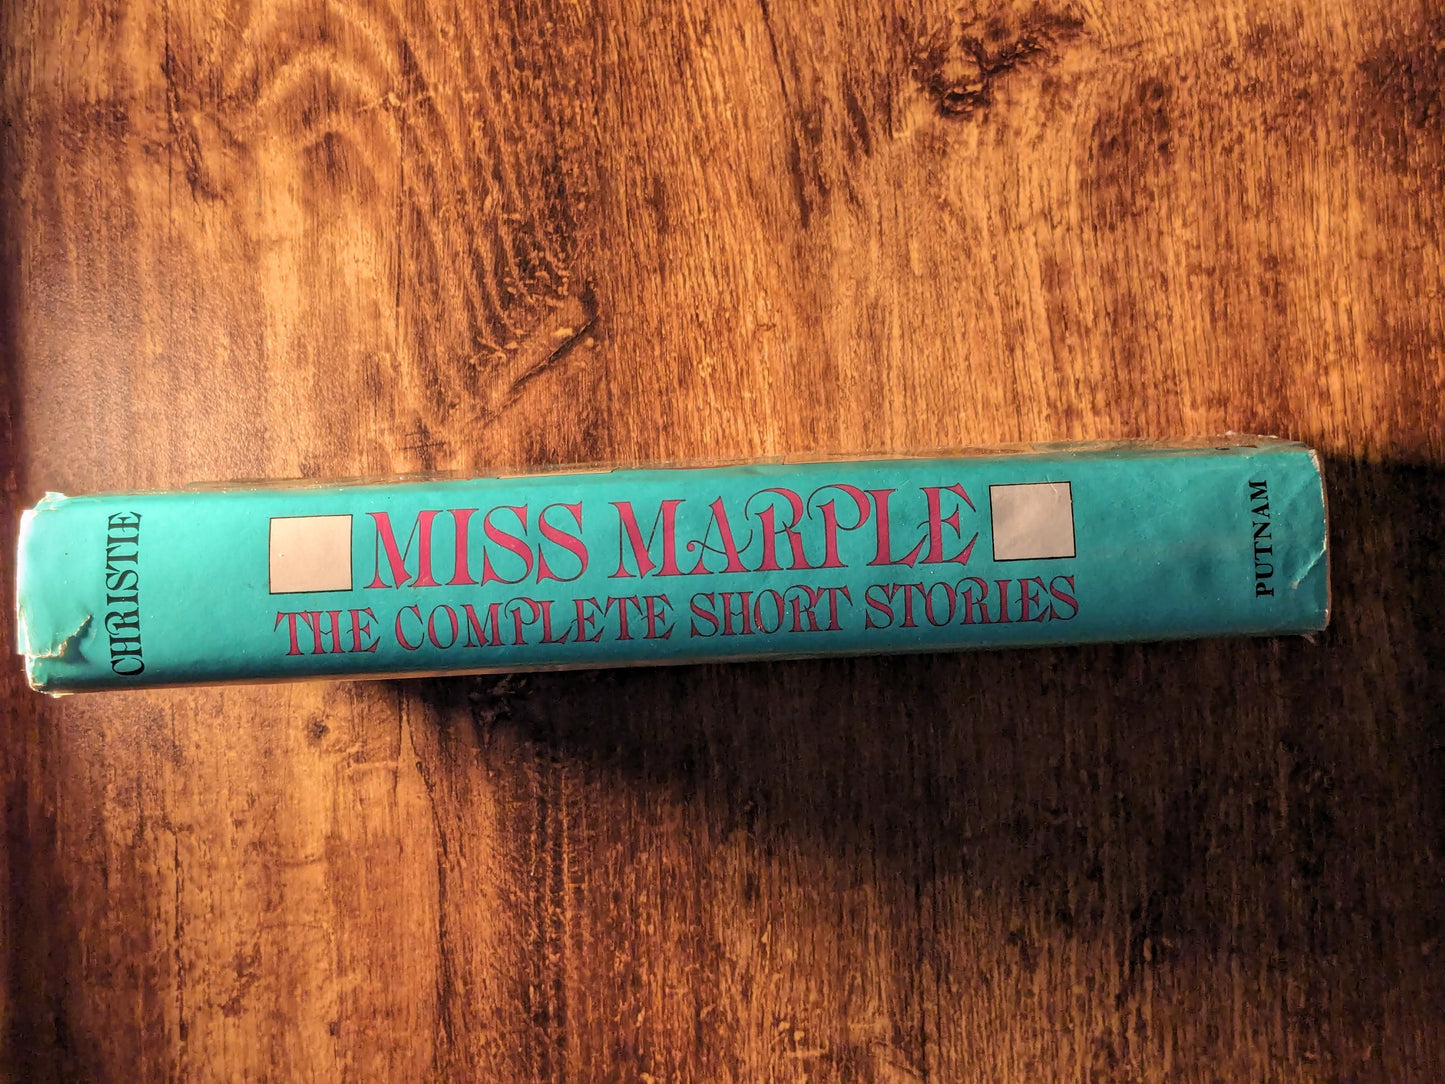 CHRISTIE
MISS MARPLE
THE COMPLETE SHORT STORIES
PUTNAM